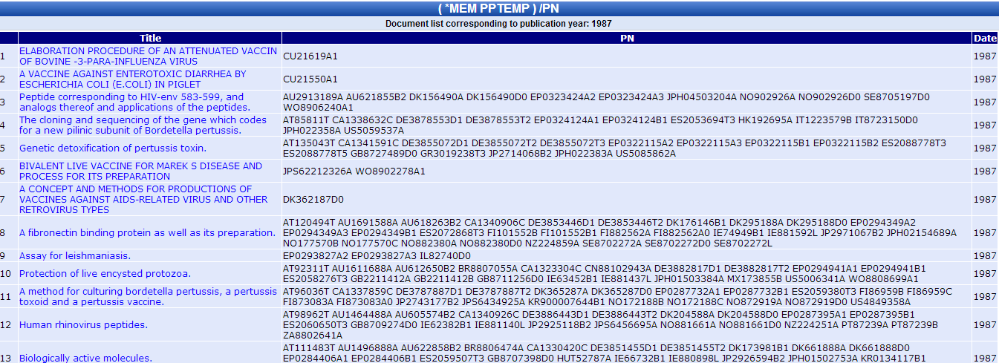 ( *MEM PPTEMP ) /PN
Document list corresponding to publication year: 1987
Title PN Date
1 ELABORATION PROCEDURE OF AN ATTENUATED VACCIN CU21619A1 1987
OF BOVINE -3-PARA-INFLUENZA VIRUS
2 A VACCINE AGAINST ENTEROTOXIC DIARRHEA BY CU21550A1 1987
ESCHERICHIA COLI (E.COLI) IN PIGLET
3 Peptide corresponding to HIV-env 583-599, and AU2913189A AU621855B2 DK156490A DK156490D0 EP0323424A2 EP0323424A3 JPH04503204A NO902926A NO902926D0 SE8705197D0 1987
analogs thereof and applications of the peptides. WO8906240A1
4 The cloning and sequencing of the gene which codes AT85811T CA1338632C DE3878553D1 DE3878553T2 EP0324124A1 EP0324124B1 ES2053694T3 HK192695A IT1223579B IT8723150D0 1987
for a new pilinic subunit of Bordetella pertussis. JPH022358A US5059537A
5 Genetic detoxification of pertussis toxin. AT135043T CA1341591C DE3855072D1 DE3855072T2 DE3855072T3 EP0322115A2 EP0322115A3 EP0322115B1 EP0322115B2 ES2088778T3 1987
ES2088778T5 GB8727489D0 GR3019238T3 JP2714068B2 JPH022383A US5085862A
6 BIVALENT LIVE VACCINE FOR MAREK S DISEASE AND JPS62212326A WO8902278A1 1987
PROCESS FOR ITS PREPARATION
7 A CONCEPT AND METHODS FOR PRODUCTIONS OF DK362187D0 1987
VACCINES AGAINST AIDS-RELATED VIRUS AND OTHER
RETROVIRUS TYPES
8 A fibronectin binding protein as well as its preparation. AT120494T AU1691588A AU618263B2 CA1340906C DE3853446D1 DE3853446T2 DK176146B1 DK295188A DK295188D0 EP0294349A2 1987
EP0294349A3 EP0294349B1 ES2072868T3 FI101552B FI101552B1 FI882562A FI882562A0 IE74949B1 IE881592L JP2971067B2 JPH02154689A
NO177570B NO177570C NO882380A NO882380D0 NZ224859A SE8702272A SE8702272D0 SE8702272L
9 Assay for leishmaniasis. EP0293827A2 EP0293827A3 IL82740D0 1987
10 Protection of live encysted protozoa. AT92311T AU1611688A AU612650B2 BR8807055A CA1323304C CN88102943A DE3882817D1 DE3882817T2 EP0294941A1 EP0294941B1 1987
ES2058276T3 GB2211412A GB2211412B GB8711256D0 IE63452B1 IE881437L JPH01503384A MX173855B US5006341A WO8808699A1
11 A method for culturing bordetella pertussis, a pertussis AT96036T CA1337859C DE3787887D1 DE3787887T2 DK365287A DK365287D0 EP0287732A1 EP0287732B1 ES2059380T3 FI86959B FI86959C 1987
toxoid and a pertussis vaccine. FI873083A FI873083A0 JP2743177B2 JPS6434925A KR900007644B1 NO172188B NO172188C NO872919A NO872919D0 US4849358A
12 Human rhinovirus peptides. AT98962T AU1464488A AU605574B2 CA1340926C DE3886443D1 DE3886443T2 DK204588A DK204588D0 EP0287395A1 EP0287395B1 1987
ES2060650T3 GB8709274D0 IE62382B1 IE881140L JP2925118B2 JPS6456695A NO881661A NO881661D0 NZ224251A PT87239A PT87239B
ZA8802641A
13 Biologically active molecules. AT111483T AU1496888A AU622858B2 BR8806474A CA1330420C DE3851455D1 DE3851455T2 DK173981B1 DK661888A DK661888D0 1987
EP0284406A1 EP0284406B1 ES2059507T3 GB8707398D0 HUT52787A IE66732B1 IE880898L JP2926594B2 JPH01502753A KR0134117B1